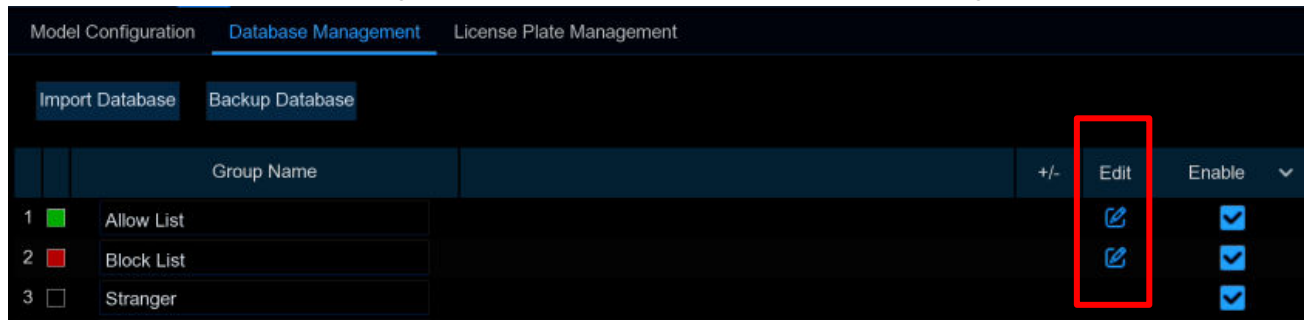 Model Configuration Database Management License Plate Management
Import Database Backup Database
Group Name +/- Edit Enable
1 Allow List
2 Block List
3 Stranger